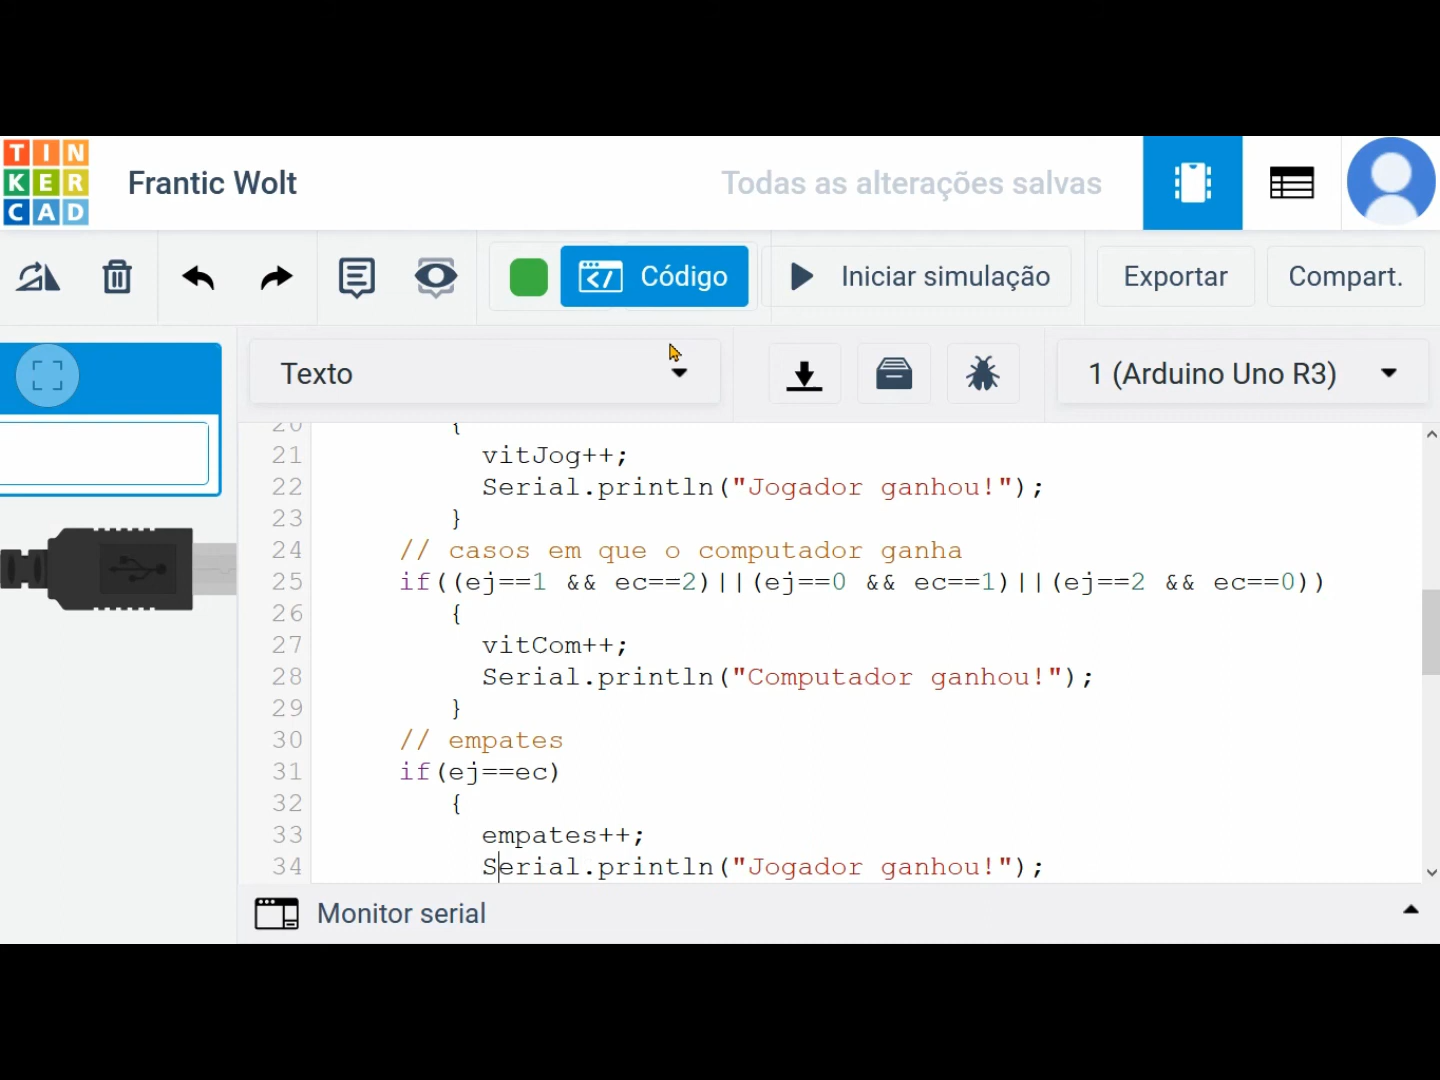 TIN
KER
CAD
Frantic Wolt
Todas as alterações salvas
Código
Iniciar simulação
Exportar
Compart.
Texto
1 (Arduino Uno R3)
20 {
21 vitJog++;
22 Serial.println("Jogador ganhou!");
23 }
24 // casos em que o computador ganha
25 if((ej==1 && ec==2)||(ej==0 && ec==1)||(ej==2 && ec==0))
26 {
27 vitCom++;
28 Serial.println("Computador ganhou!");
29 }
30 // empates
31 if(ej==ec)
32 {
33 empates++;
34 Serial.println("Jogador ganhou!");
Monitor serial